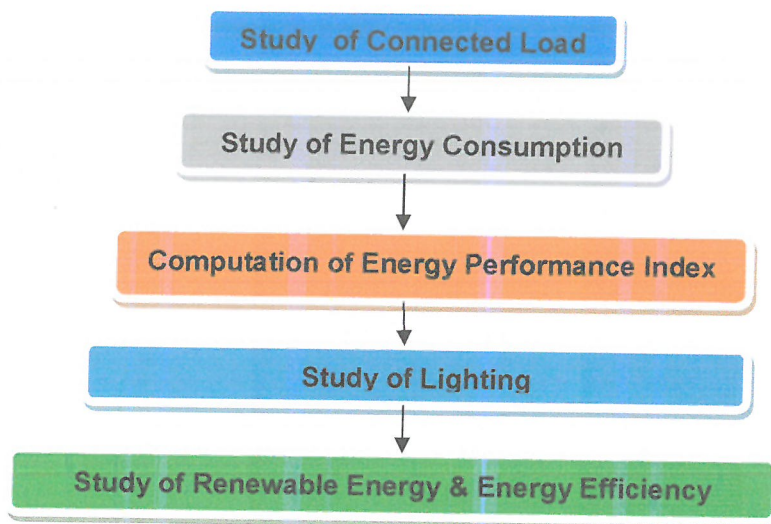 Study of Connected Load
Study of Energy Consumption
Computation of Energy Performance Index
Study of Lighting
Study of Renewable Energy & Energy Efficiency